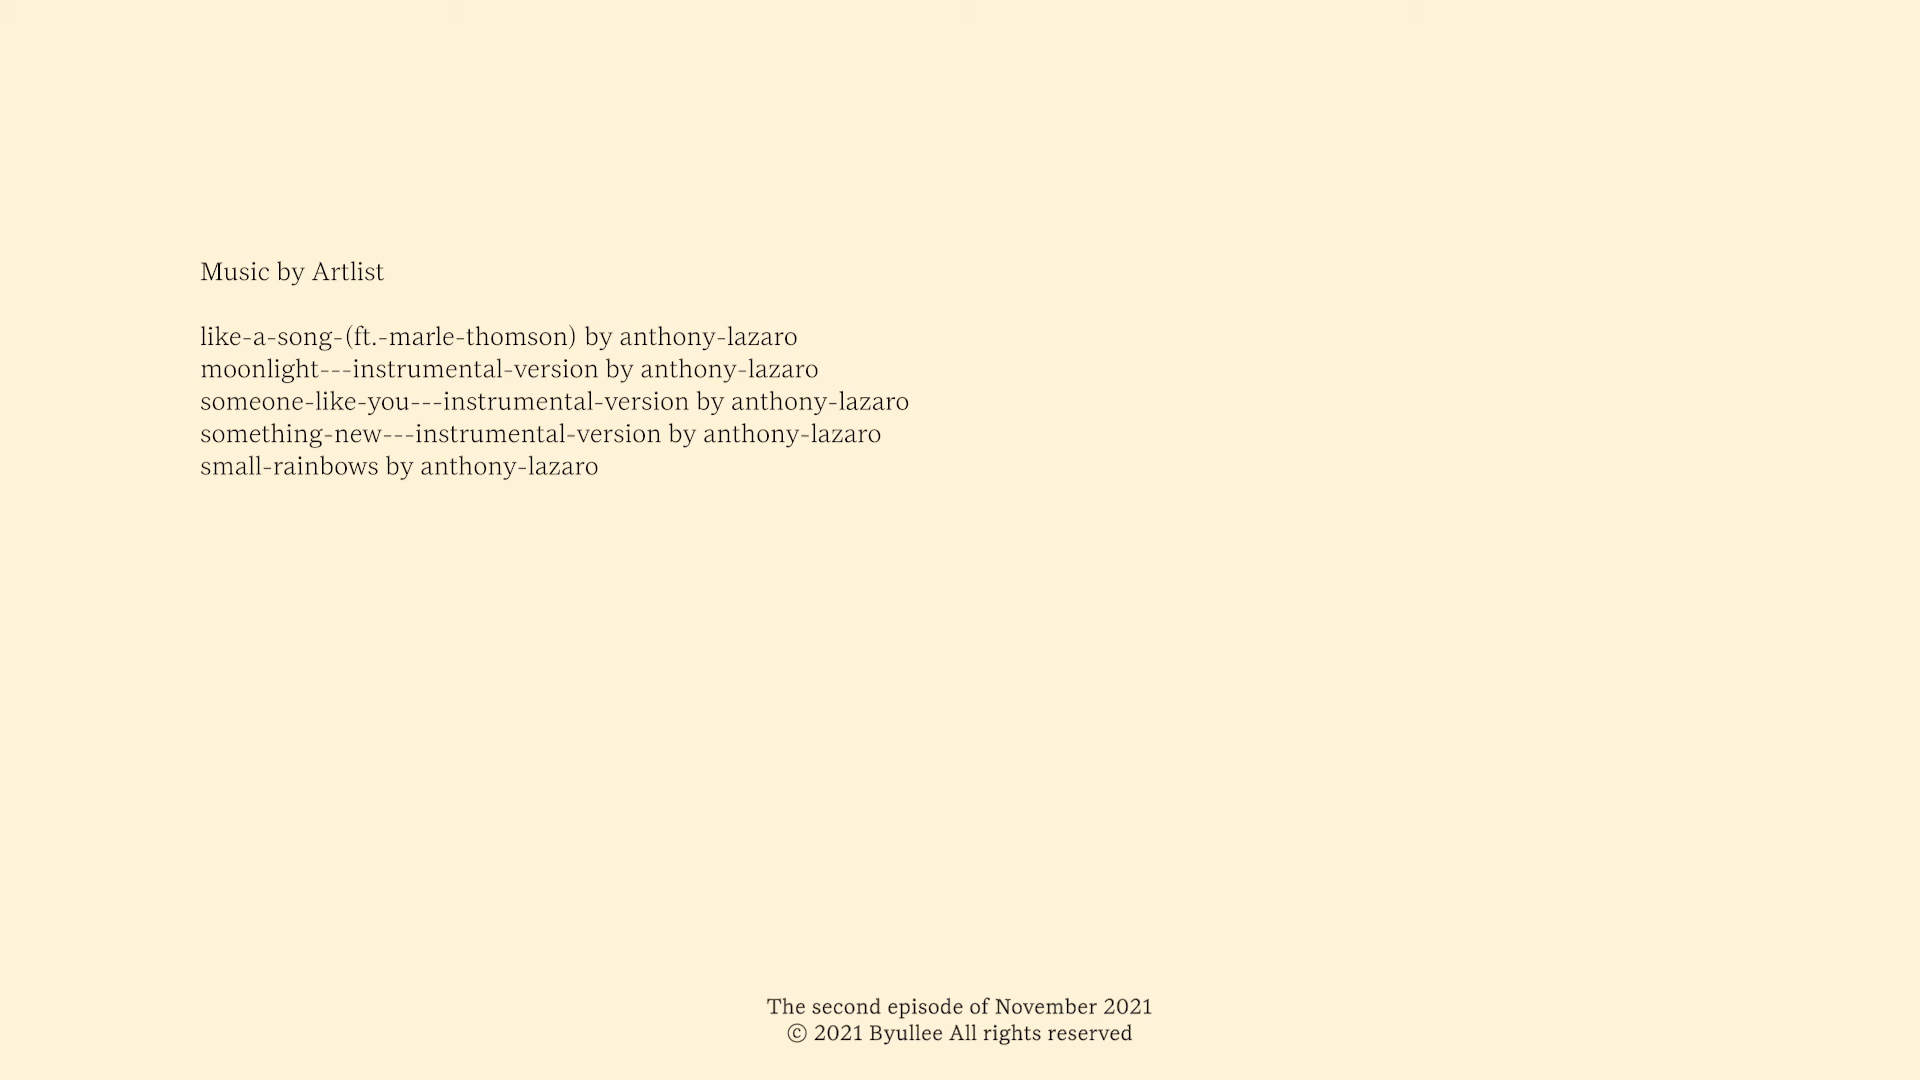 Music by Artlist
like-a-song-(ft.-marle-thomson) by anthony-lazaro
moonlight---instrumental-version by anthony-lazaro
someone-like-you---instrumental-version by anthony-lazaro
something-new---instrumental-version by anthony-lazaro
small-rainbows by anthony-lazaro
The second episode of November 2021
ⓒ 2021 Byullee All rights reserved